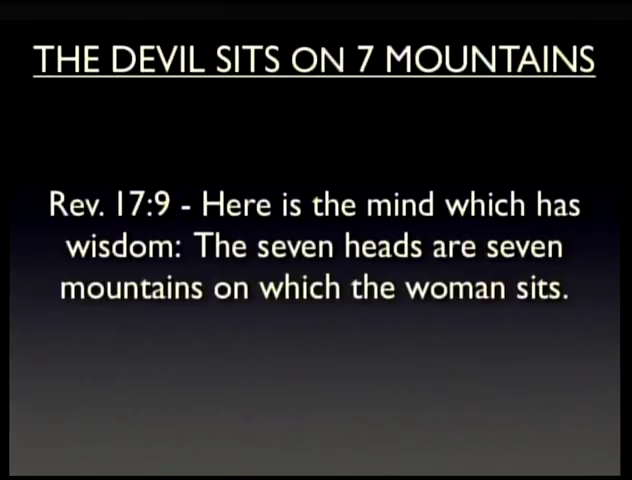 THE DEVIL SITS ON 7 MOUNTAINS
Rev. 17:9 - Here is the mind which has
wisdom: The seven heads are seven
mountains on which the woman sits.